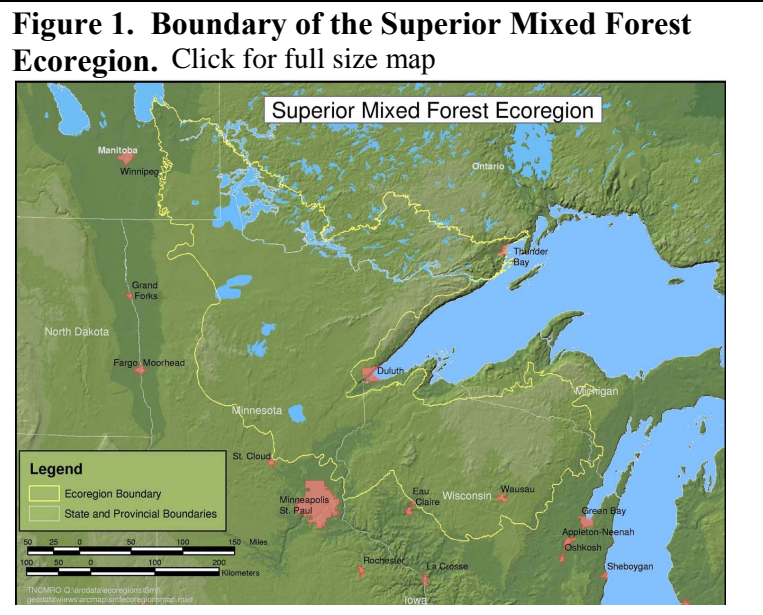 Figure 1. Boundary of the Superior Mixed Forest
Ecoregion. Click for full size map
Superior Mixed Forest Ecoregion
Manitoba
Winnipeg
Ontario
Thunder
Bay
Grand
Forks
North Dakota
Fargo Moorhead
Duluth
Minnesota
Michigan
St. Cloud
Legend
Ecoregion Boundary
State and Provincial Boundaries
Minneapolis
St. Paul
Eau
Claire
Wisconsin
Wausau
Green Bay
Appleton-Neenah
Oshkosh
Sheboygan
Rochester
La Crosse
Iowa
50 25 0 50 100 150 Miles
100 50 0 100 200
Kilometers